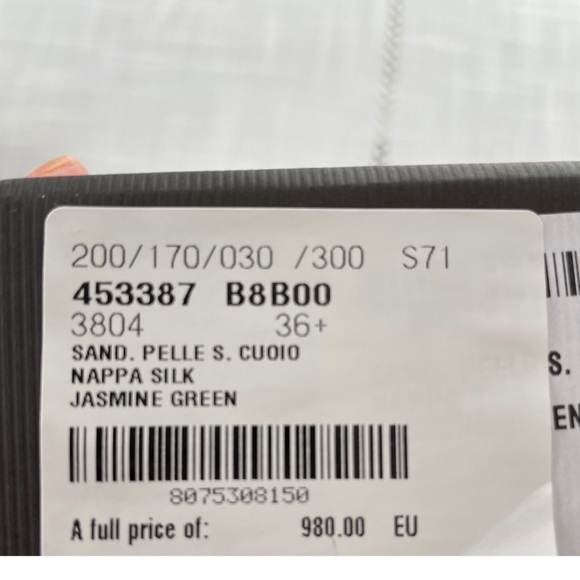 200/170/030 /300 S71
453387 B8B00
3804 36+
SAND. PELLE S. CUOIO
NAPPA SILK
JASMINE GREEN
8075308150
A full price of: 980.00 EU
S.
EN